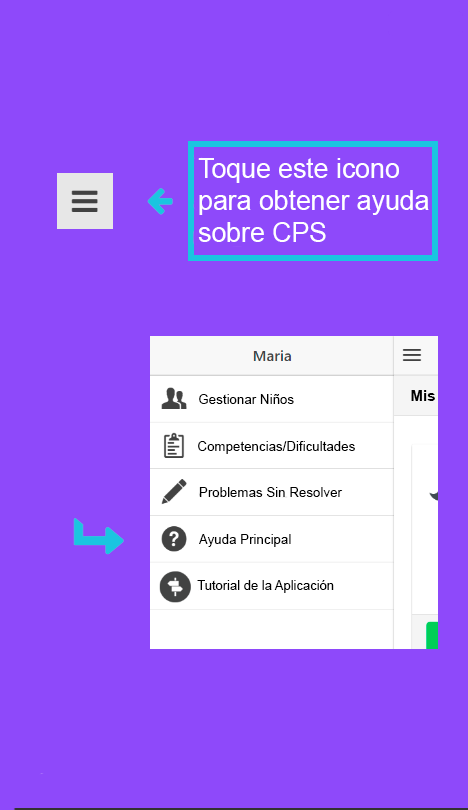 Toque este icono
para obtener ayuda
sobre CPS
Maria
Mis
Gestionar Niños
Competencias/Dificultades
Problemas Sin Resolver
Ayuda Principal
Tutorial de la Aplicación